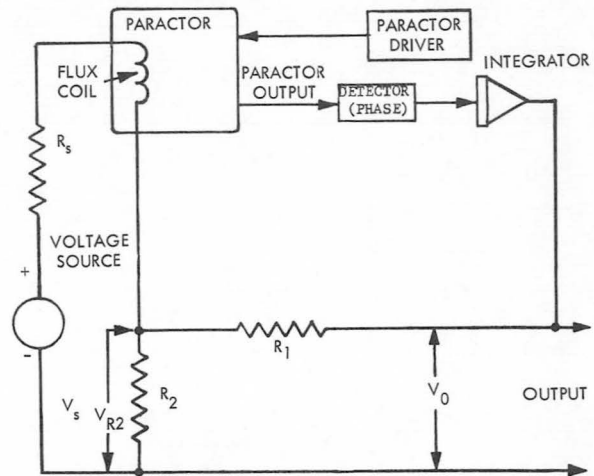 PARACTOR
FLUX
COIL
PARACTOR
DRIVER
PARACTOR
OUTPUT
DETECTOR
(PHASE)
INTEGRATOR
Rs
VOLTAGE
SOURCE
+
-
Vs
VR2
R2
R1
V0
OUTPUT